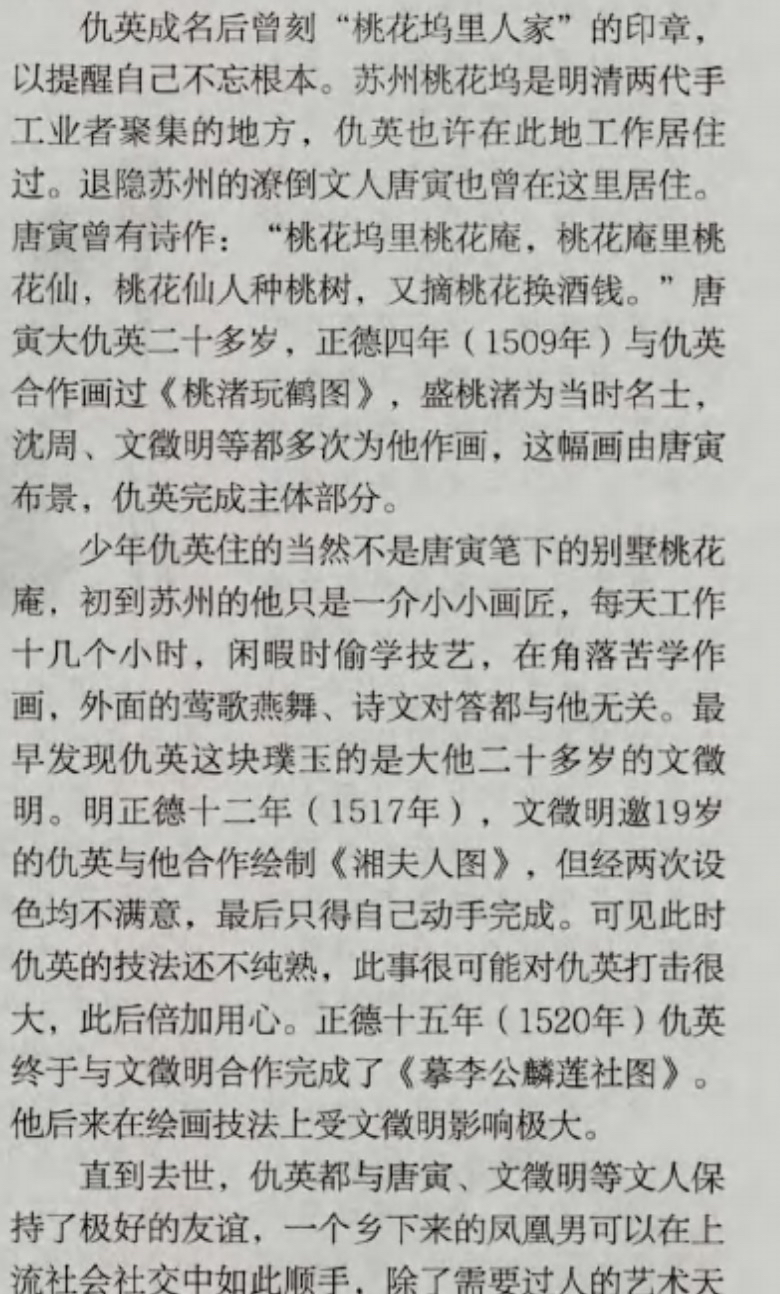 仇英成名后曾刻“桃花坞里人家”的印章，
以提醒自己不忘根本。苏州桃花坞是明清两代手
工业者聚集的地方，仇英也许在此地工作居住
过。退隐苏州的潦倒文人唐寅也曾在这里居住。
唐寅曾有诗作：“桃花坞里桃花庵，桃花庵里桃
花仙，桃花仙人种桃树，又摘桃花换酒钱。”唐
寅大仇英二十多岁，正德四年（1509年）与仇英
合作画过《桃渚玩鹤图》，盛桃渚为当时名士，
沈周、文徵明等都多次为他作画，这幅画由唐寅
布景，仇英完成主体部分。
少年仇英住的当然不是唐寅笔下的别墅桃花
庵，初到苏州的他只是一介小小画匠，每天工作
十几个小时，闲暇时偷学技艺，在角落苦学作
画，外面的莺歌燕舞、诗文对答都与他无关。最
早发现仇英这块璞玉的是大他二十多岁的文徵
明。明正德十二年（1517年），文徵明邀19岁
的仇英与他合作绘制《湘夫人图》，但经两次设
色均不满意，最后只得自己动手完成。可见此时
仇英的技法还不纯熟，此事很可能对仇英打击很
大，此后倍加用心。正德十五年（1520年）仇英
终于与文徵明合作完成了《摹李公麟莲社图》。
他后来在绘画技法上受文徵明影响极大。
直到去世，仇英都与唐寅、文徵明等文人保
持了极好的友谊，一个乡下来的凤凰男可以在上
流社会社交中如此顺手，除了需要过人的艺术天